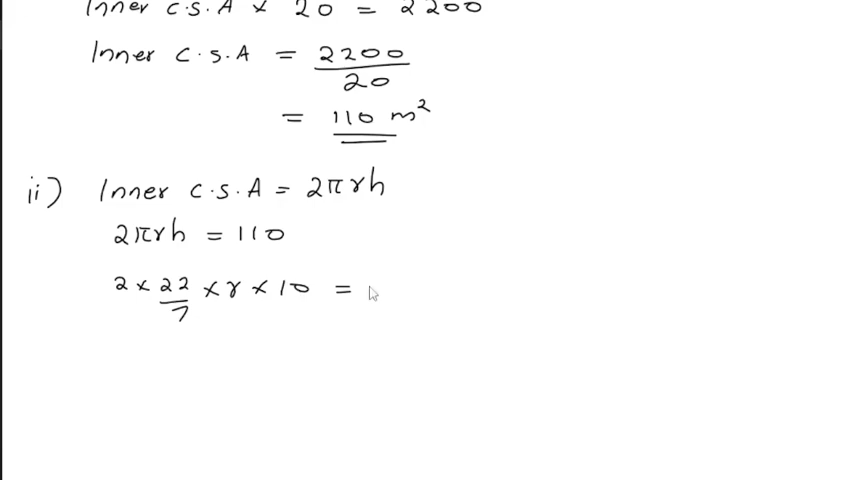 Inner C.S.A × 20 = 2200
Inner C.S.A = 2200/20
= 110 m²
ii) Inner C.S.A = 2πrh
2πrh = 110
2 × 22/7 × r × 10 =